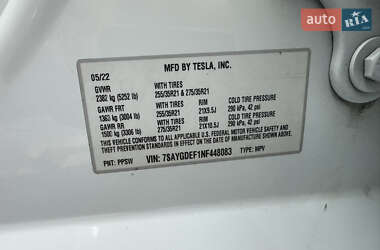 auto RIA.com
MFD BY TESLA, INC.
05/22
GVWR WITH TIRES
2382 kg (5252 lb) 255/35R21 & 275/35R21
GAWR FRT WITH TIRES RIM COLD TIRE PRESSURE
1363 kg (3004 lb) 255/35R21 21X9.5J 290 kPa, 42 psi
GAWR RR WITH TIRES RIM COLD TIRE PRESSURE
1500 kg (3306 lb) 275/35R21 21X10.5J 290 kPa, 42 psi
THIS VEHICLE CONFORMS TO ALL APPLICABLE U.S. FEDERAL MOTOR VEHICLE SAFETY,
BUMPER AND THEFT PREVENTION STANDARDS IN EFFECT ON THE DATE OF
MANUFACTURE SHOWN ABOVE.
PNT: PPSW VIN: 7SAYGDEF1NF448083 TYPE: MPV